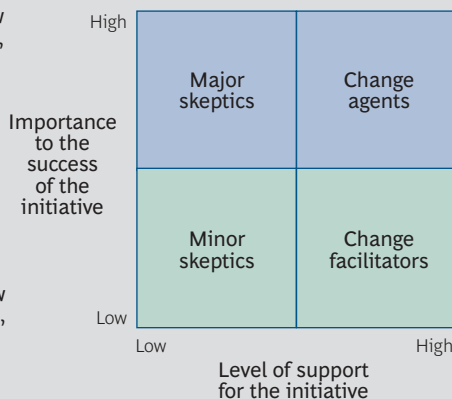 w
,
High
Major
skeptics
Change
agents
Importance
to the
success
of the
initiative
Minor
skeptics
Change
facilitators
w
,
Low
Low
High
Level of support
for the initiative